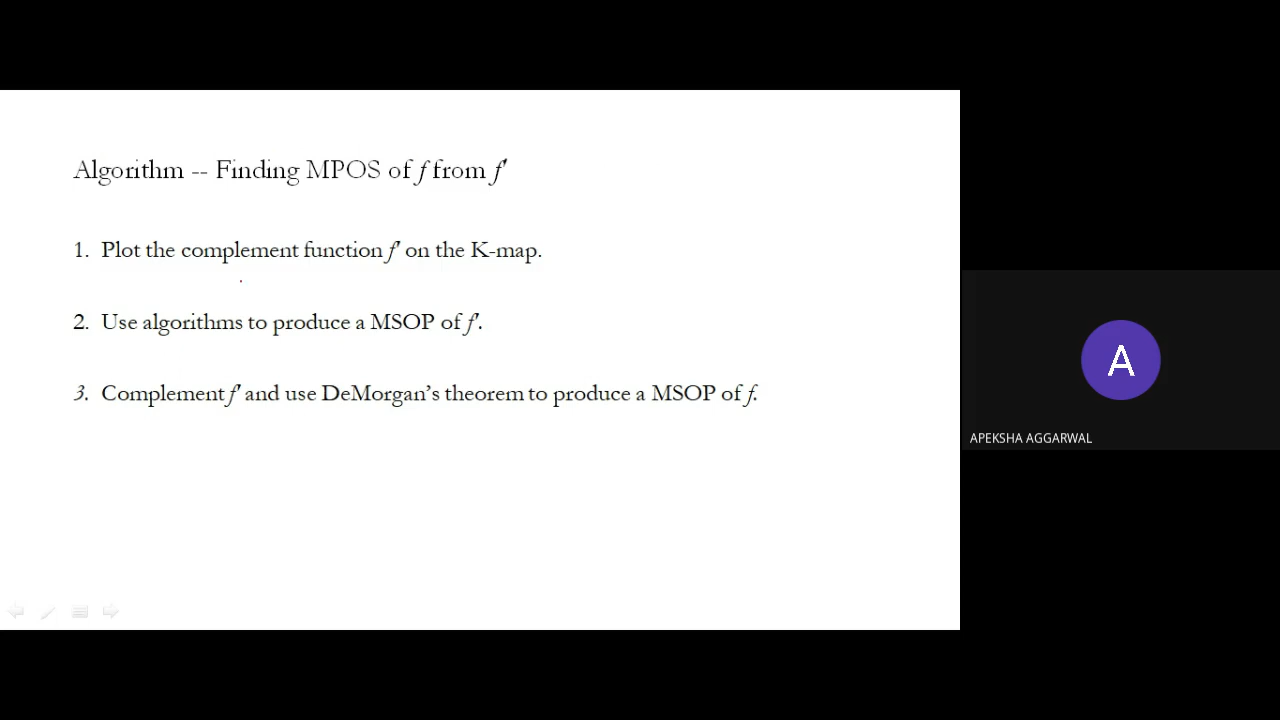 Algorithm -- Finding MPOS of f from f'
1. Plot the complement function f' on the K-map.
2. Use algorithms to produce a MSOP of f'.
3. Complement f' and use DeMorgan’s theorem to produce a MSOP of f.
A
APEKSHA AGGARWAL